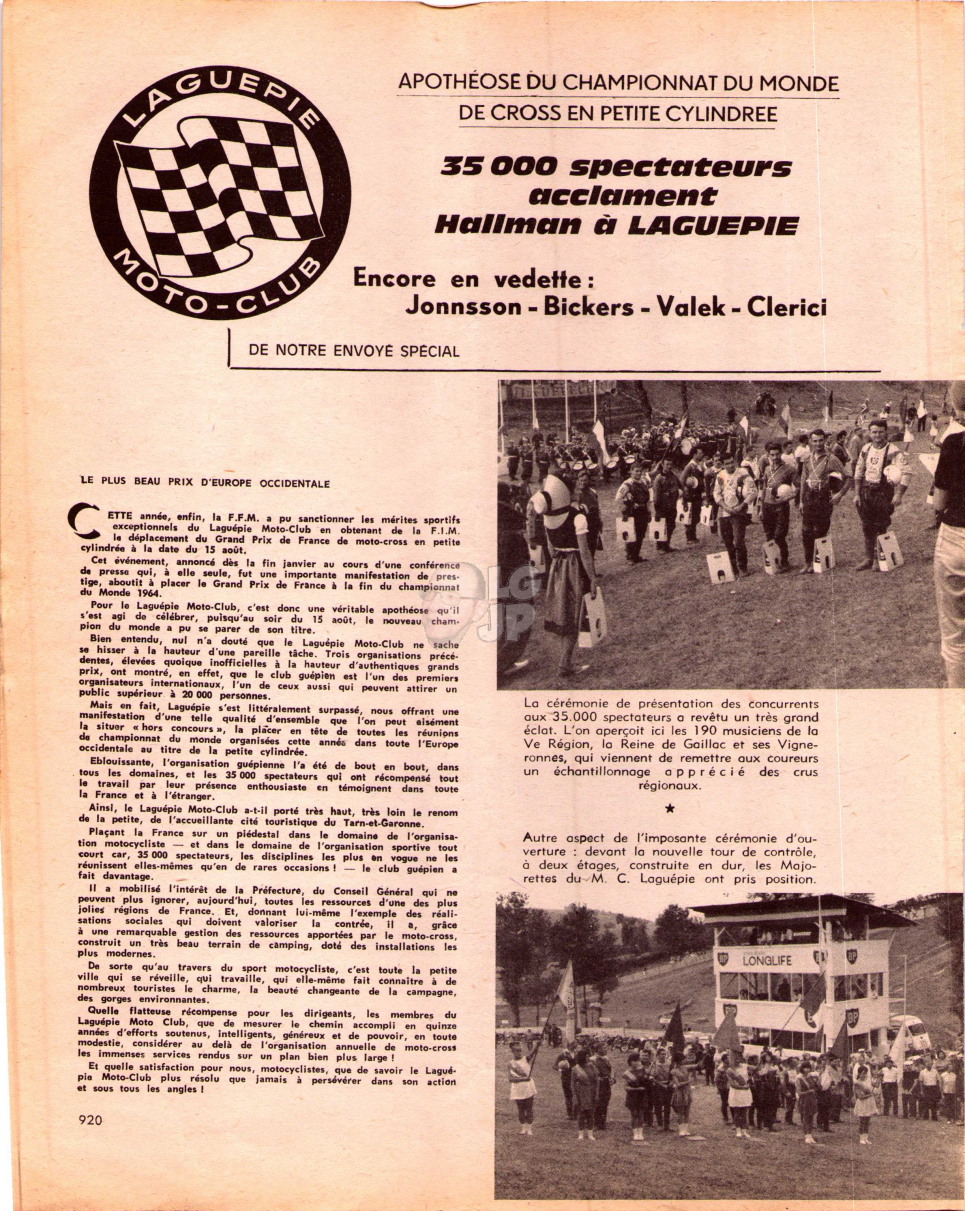 LAGUEPIE
MOTO-CLUB
APOTHÉOSE DU CHAMPIONNAT DU MONDE
DE CROSS EN PETITE CYLINDREE
35 000 spectateurs
acclament
Hallman à LAGUEPIE
Encore en vedette :
Jonnsson - Bickers - Valek - Clerici
DE NOTRE ENVOYÉ SPÉCIAL
LE PLUS BEAU PRIX D'EUROPE OCCIDENTALE
CETTE année, enfin, la F.F.M. a pu sanctionner les mérites sportifs
exceptionnels du Laguépie Moto-Club en obtenant de la F.I.M.
le déplacement du Grand Prix de France de moto-cross en petite
cylindrée à la date du 15 août.
Cet événement, annoncé dès la fin janvier au cours d'une conférence
de presse qui, à elle seule, fut une importante manifestation de pres-
tige, aboutit à placer le Grand Prix de France à la fin du championnat
du Monde 1964.
Pour le Laguépie Moto-Club, c'est donc une véritable apothéose qu'il
s'est agi de célébrer, puisqu'au soir du 15 août, le nouveau cham-
pion du monde a pu se parer de son titre.
Bien entendu, nul n'a douté que le Laguépie Moto-Club ne sache
se hisser à la hauteur d'une pareille tâche. Trois organisations précé-
dentes, élevées quoique inofficielles à la hauteur d'authentiques grands
prix, ont montré, en effet, que le club guépien est l'un des premiers
organisateurs internationaux, l'un de ceux aussi qui peuvent attirer un
public supérieur à 20 000 personnes.
Mais en fait, Laguépie s'est littéralement surpassé, nous offrant une
manifestation d'une telle qualité d'ensemble que l'on peut aisément
la situer « hors concours », la placer en tête de toutes les réunions
de championnat du monde organisées cette année dans toute l'Europe
occidentale au titre de la petite cylindrée.
Eblouissante, l'organisation guépienne l'a été de bout en bout, dans
tous les domaines, et les 35 000 spectateurs qui ont récompensé tout
le travail par leur présence enthousiaste en témoignent dans toute
la France et à l'étranger.
Ainsi, le Laguépie Moto-Club a-t-il porté très haut, très loin le renom
de la petite, de l'accueillante cité touristique du Tarn-et-Garonne.
Plaçant la France sur un piédestal dans le domaine de l'organisa-
tion motocycliste — et dans le domaine de l'organisation sportive tout
court car, 35 000 spectateurs, les disciplines les plus en vogue ne les
réunissent elles-mêmes qu'en de rares occasions ! — le club guépien a
fait davantage.
Il a mobilisé l'intérêt de la Préfecture, du Conseil Général qui ne
peuvent plus ignorer, aujourd'hui, toutes les ressources d'une des plus
jolies régions de France. Et, donnant lui-même l'exemple des réali-
sations sociales qui doivent valoriser la contrée, il a, grâce
à une remarquable gestion des ressources apportées par le moto-cross,
construit un très beau terrain de camping, doté des installations les
plus modernes.
De sorte qu'au travers du sport motocycliste, c'est toute la petite
ville qui se réveille, qui travaille, qui elle-même fait connaître à de
nombreux touristes le charme, la beauté changeante de la campagne,
des gorges environnantes.
Quelle flatteuse récompense pour les dirigeants, les membres du
Laguépie Moto Club, que de mesurer le chemin accompli en quinze
années d'efforts soutenus, intelligents, généreux et de pouvoir, en toute
modestie, considérer au delà de l'organisation annuelle de moto-cross
les immenses services rendus sur un plan bien plus large !
Et quelle satisfaction pour nous, motocyclistes, que de savoir le Lagué-
pie Moto-Club plus résolu que jamais à persévérer dans son action
et sous tous les angles !
920
La cérémonie de présentation des concurrents
aux 35.000 spectateurs a revêtu un très grand
éclat. L'on aperçoit ici les 190 musiciens de la
Ve Région, la Reine de Gaillac et ses Vigne-
ronnes, qui viennent de remettre aux coureurs
un échantillonnage apprécié des crus
régionaux.
★
Autre aspect de l'imposante cérémonie d'ou-
verture : devant la nouvelle tour de contrôle,
à deux étages, construite en dur, les Majo-
rettes du M. C. Laguépie ont pris position.
BP LONGLIFE BP BP
LG
JP